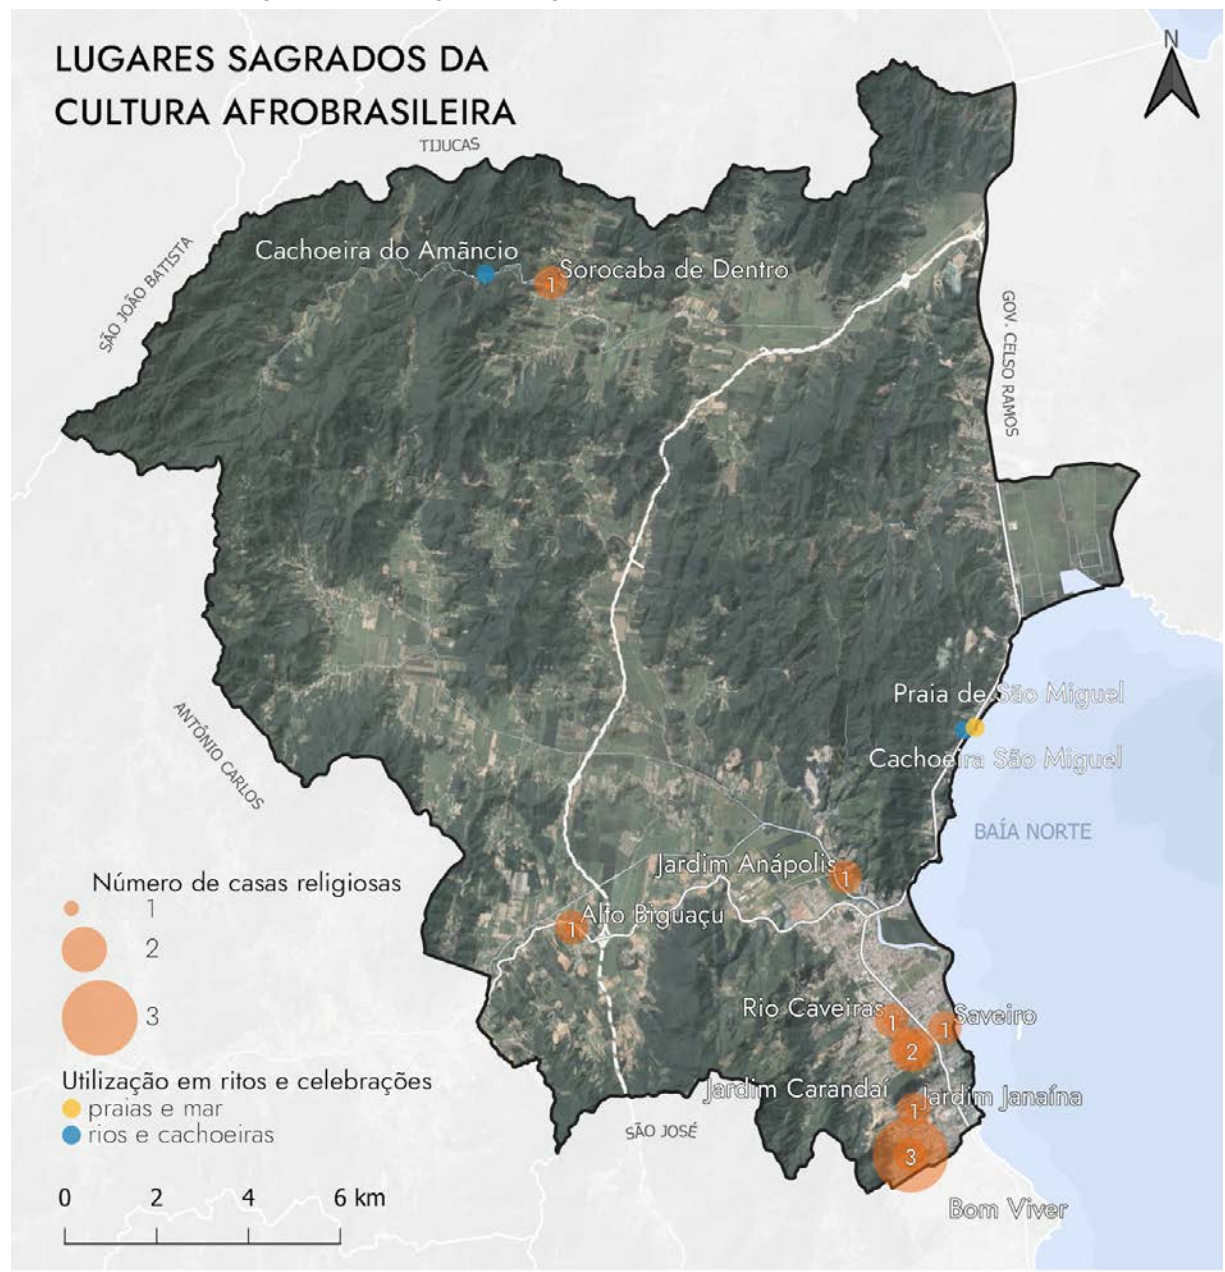 LUGARES SAGRADOS DA
CULTURA AFROBRASILEIRA
N
TIJUCAS
SÃO JOÃO BATISTA
Cachoeira do Amãncio
Sorocaba de Dentro
1
GOV. CELSO RAMOS
Praia de São Miguel
Cachoeira São Miguel
ANTÔNIO CARLOS
BAÍA NORTE
Jardim Anápolis
1
Alto Biguaçu
1
Rio Caveiras
1
Saveiro
1
2
Jardim Carandaí
Jardim Janaína
1
3
Bom Viver
SÃO JOSÉ
Número de casas religiosas
1
2
3
Utilização em ritos e celebrações
praias e mar
rios e cachoeiras
0 2 4 6 km